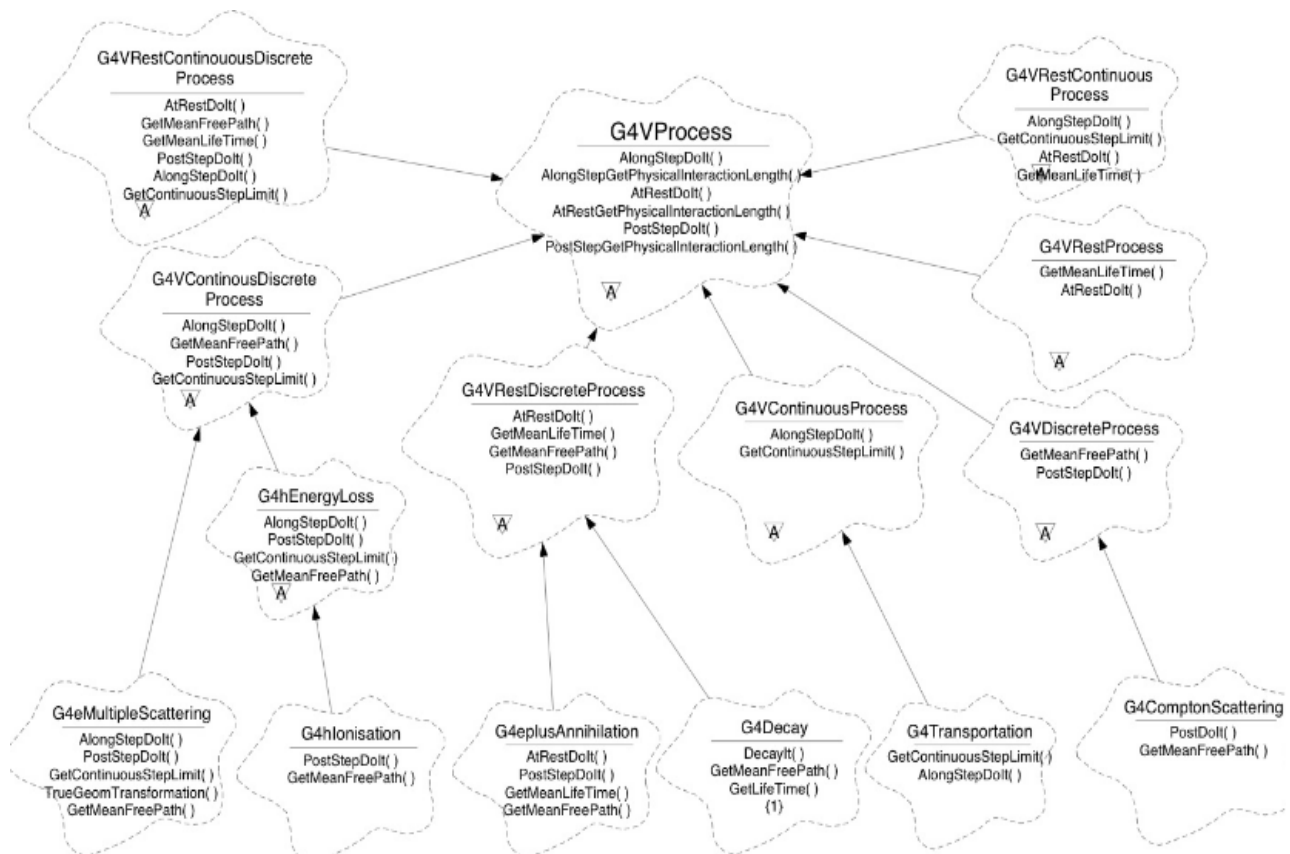 G4VRestContinouousDiscrete
Process
AtRestDoIt( )
GetMeanFreePath( )
GetMeanLifeTime( )
PostStepDoIt( )
AlongStepDoIt( )
GetContinuousStepLimit( )
A
G4VProcess
AlongStepDoIt( )
AlongStepGetPhysicalInteractionLength( )
AtRestDoIt( )
AtRestGetPhysicalInteractionLength( )
PostStepDoIt( )
PostStepGetPhysicalInteractionLength( )
A
G4VRestContinuous
Process
AlongStepDoIt( )
GetContinuousStepLimit( )
AtRestDoIt( )
GetMeanLifeTime( )
A
G4VRestProcess
GetMeanLifeTime( )
AtRestDoIt( )
A
G4VContinousDiscrete
Process
AlongStepDoIt( )
GetMeanFreePath( )
PostStepDoIt( )
GetContinuousStepLimit( )
A
G4VRestDiscreteProcess
AtRestDoIt( )
GetMeanLifeTime( )
GetMeanFreePath( )
PostStepDoIt( )
A
G4VContinuousProcess
AlongStepDoIt( )
GetContinuousStepLimit( )
A
G4VDiscreteProcess
GetMeanFreePath( )
PostStepDoIt( )
A
G4hEnergyLoss
AlongStepDoIt( )
PostStepDoIt( )
GetContinuousStepLimit( )
GetMeanFreePath( )
A
G4eMultipleScattering
AlongStepDoIt( )
PostStepDoIt( )
GetContinuousStepLimit( )
TrueGeomTransformation( )
GetMeanFreePath( )
G4hIonisation
PostStepDoIt( )
GetMeanFreePath( )
G4eplusAnnihilation
AtRestDoIt( )
PostStepDoIt( )
GetMeanLifeTime( )
GetMeanFreePath( )
G4Decay
DecayIt( )
GetMeanFreePath( )
GetLifeTime( )
{1}
G4Transportation
GetContinuousStepLimit( )
AlongStepDoIt( )
G4ComptonScattering
PostDoIt( )
GetMeanFreePath( )